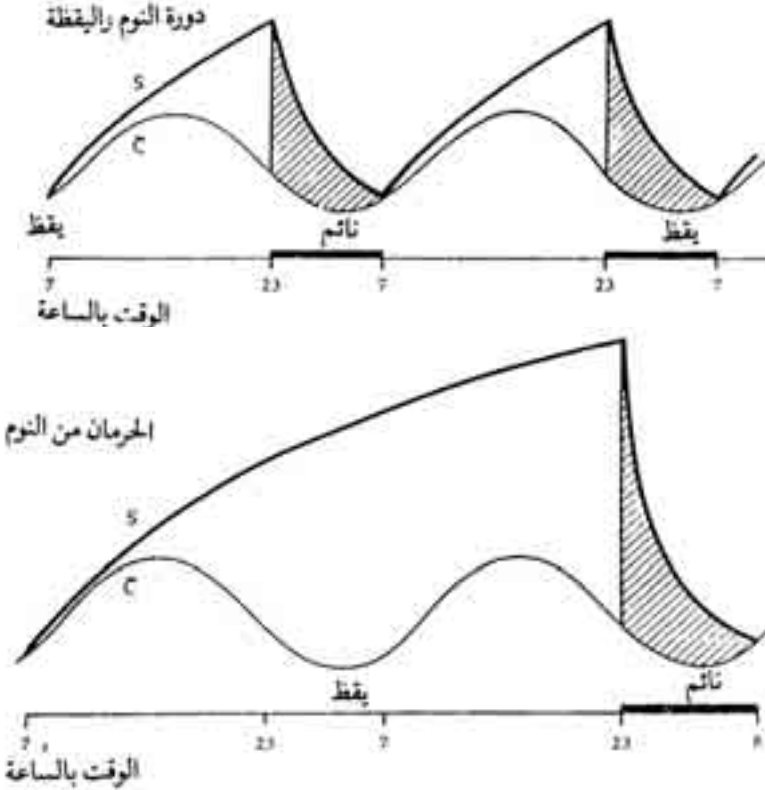 دورة النوم واليقظة
S
C
يقظ
نائم
يقظ
7 23 7 23 7
الوقت بالساعة
الحرمان من النوم
S
C
يقظ
نائم
7 23 7 23
الوقت بالساعة